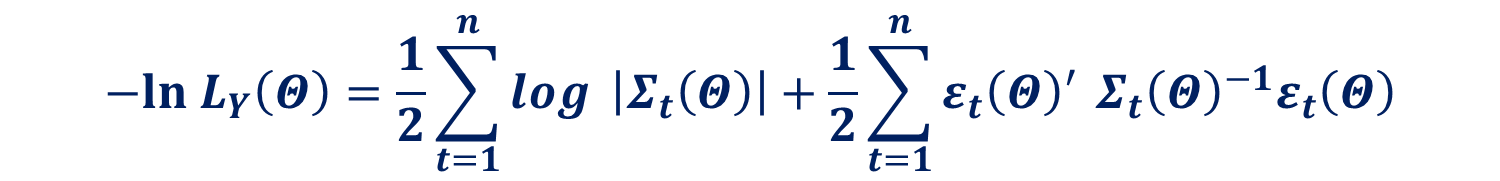 −ln L_Y(Θ) = 1/2 ∑_{t=1}^{n} log |Σ_t(Θ)| + 1/2 ∑_{t=1}^{n} ε_t(Θ)′ Σ_t(Θ)^{−1} ε_t(Θ)